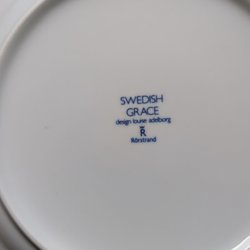 SWEDISH
GRACE
design louise adelborg
R
Rörstrand